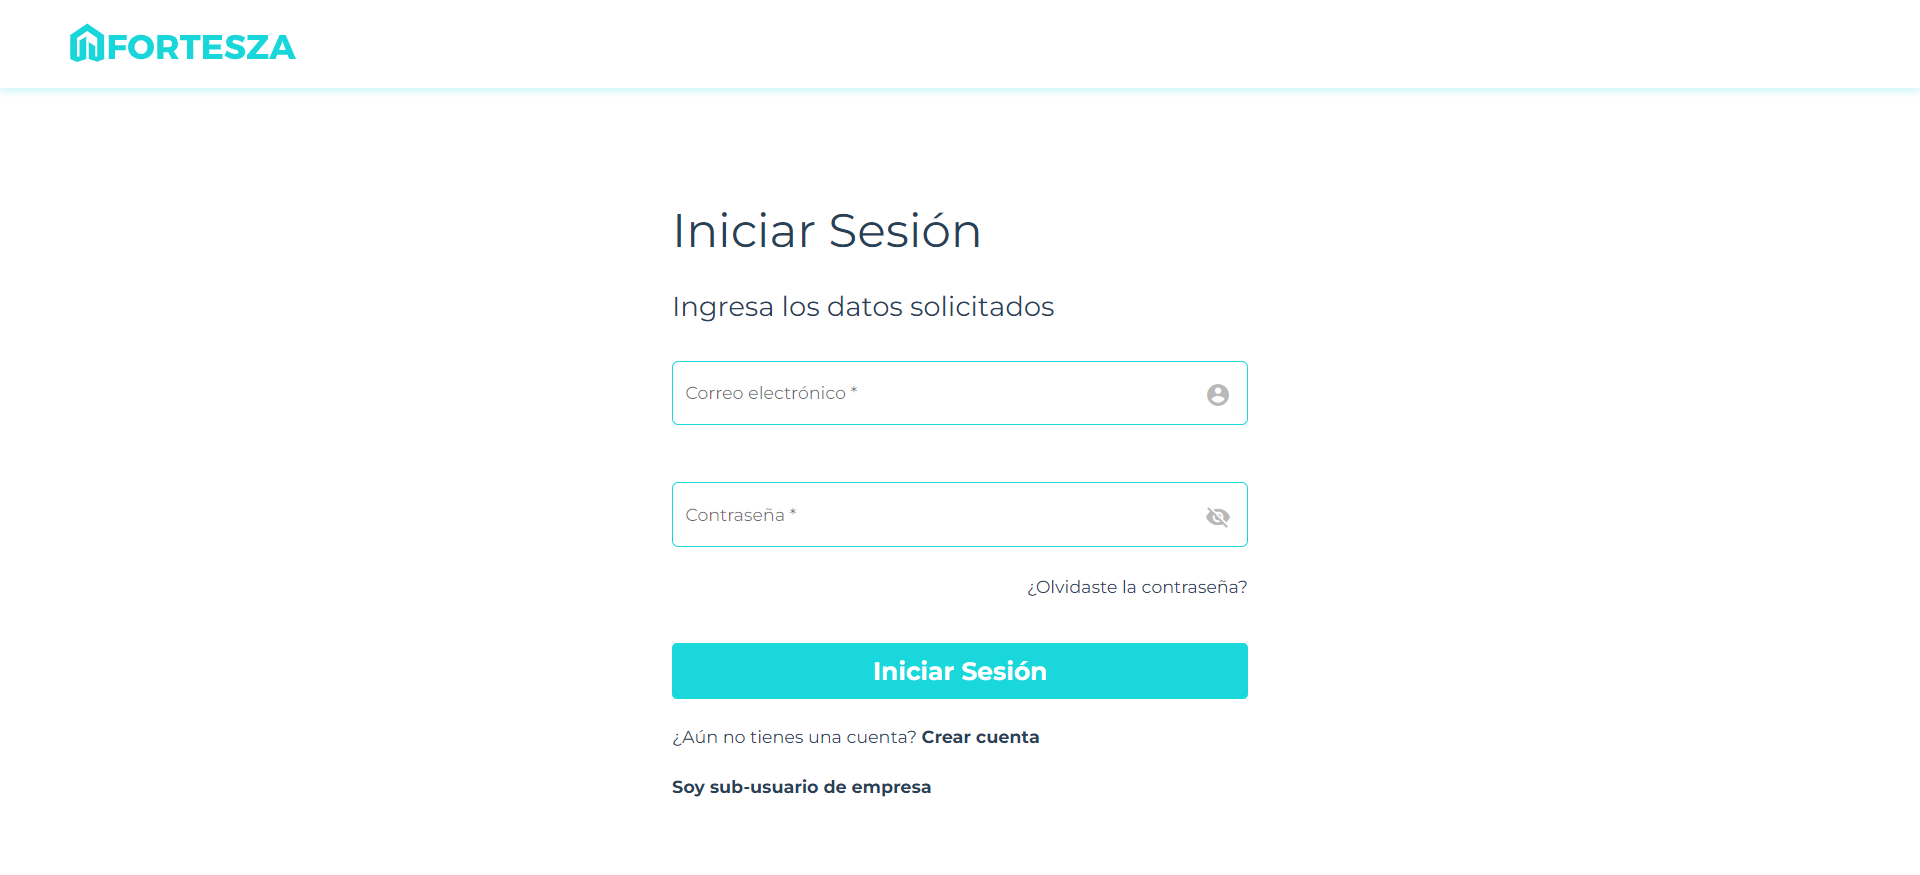 FORTESZA
Iniciar Sesión
Ingresa los datos solicitados
Correo electrónico *
Contraseña *
¿Olvidaste la contraseña?
Iniciar Sesión
¿Aún no tienes una cuenta? Crear cuenta
Soy sub-usuario de empresa